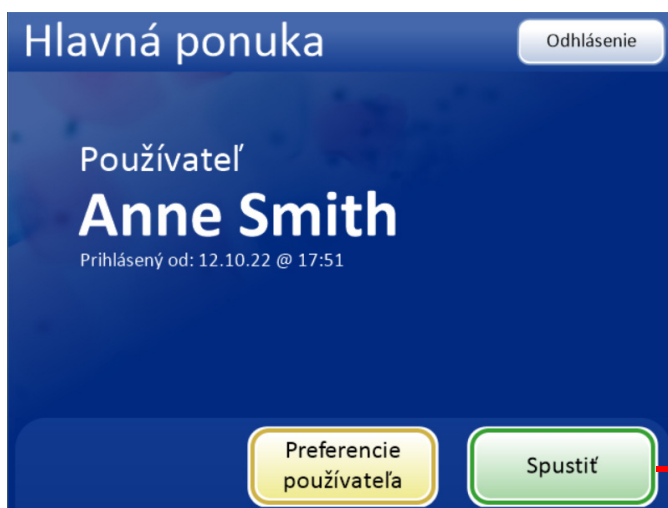 Hlavná ponuka
Odhlásenie
Používateľ
Anne Smith
Prihlásený od: 12.10.22 @ 17:51
Preferencie
používateľa
Spustiť